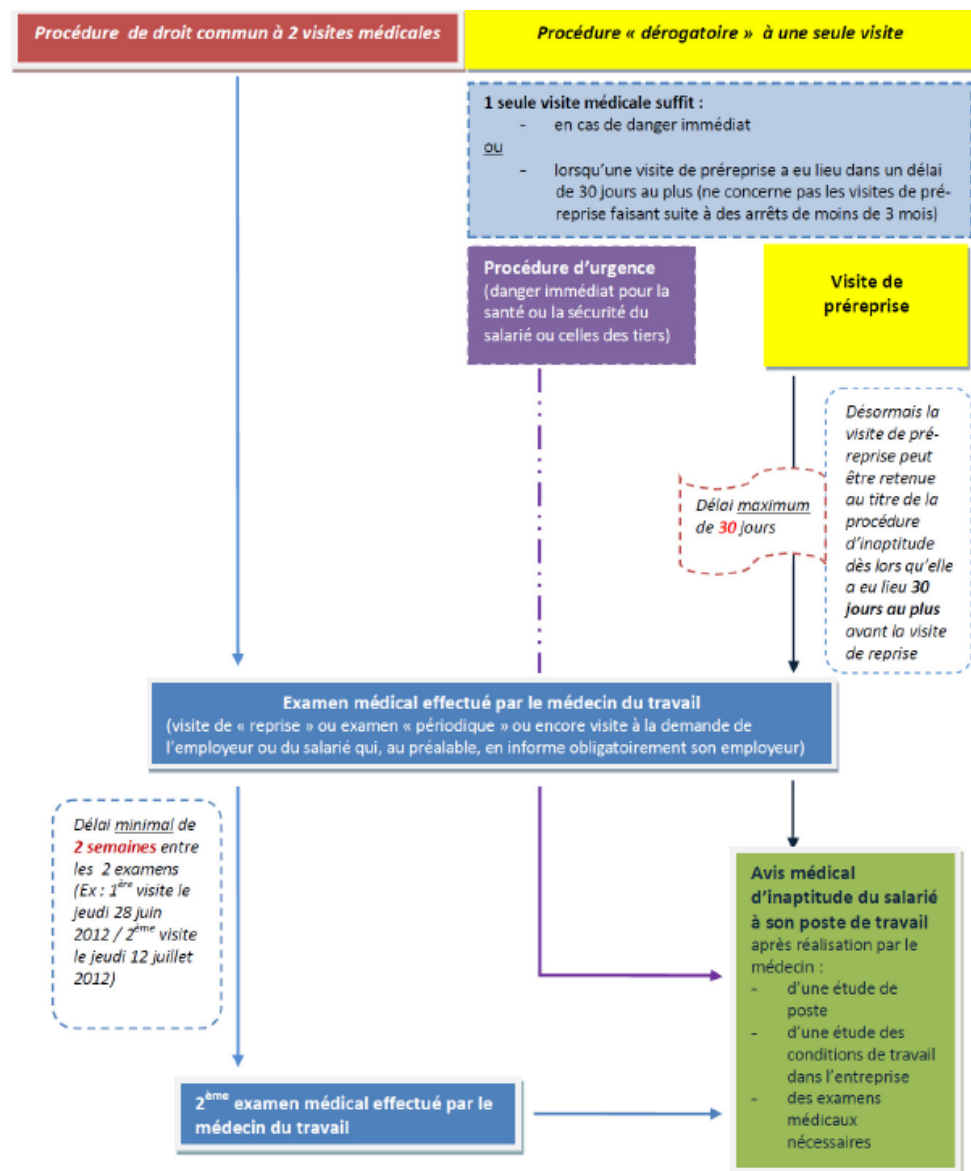 Procédure de droit commun à 2 visites médicales
Procédure « dérogatoire » à une seule visite
1 seule visite médicale suffit :
- en cas de danger immédiat
ou
- lorsqu'une visite de préreprise a eu lieu dans un délai
de 30 jours au plus (ne concerne pas les visites de pré-
reprise faisant suite à des arrêts de moins de 3 mois)
Procédure d'urgence
(danger immédiat pour la
santé ou la sécurité du
salarié ou celles des tiers)
Visite de
préreprise
Désormais la
visite de pré-
reprise peut
être retenue
au titre de la
procédure
d'inaptitude
dès lors qu'elle
a eu lieu 30
jours au plus
avant la visite
de reprise
Délai maximum
de 30 jours
Examen médical effectué par le médecin du travail
(visite de « reprise » ou examen « périodique » ou encore visite à la demande de
l'employeur ou du salarié qui, au préalable, en informe obligatoirement son employeur)
Délai minimal de
2 semaines entre
les 2 examens
(Ex : 1ère visite le
jeudi 28 juin
2012 / 2ème visite
le jeudi 12 juillet
2012)
Avis médical
d'inaptitude du salarié
à son poste de travail
après réalisation par le
médecin :
- d'une étude de
poste
- d'une étude des
conditions de travail
dans l'entreprise
- des examens
médicaux
nécessaires
2ème examen médical effectué par le
médecin du travail